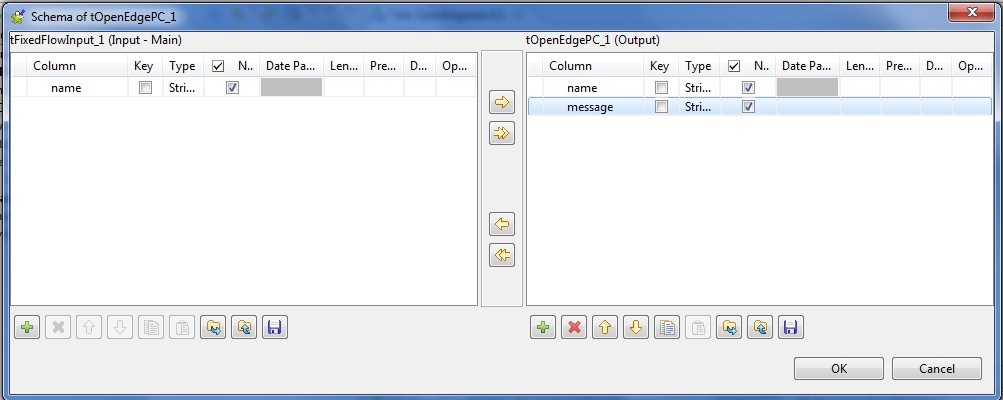 Schema of tOpenEdgePC_1
tFixedFlowInput_1 (Input - Main)
Column Key Type N.. Date Pa... Len... Pre... D... Op...
name Stri...
tOpenEdgePC_1 (Output)
Column Key Type N.. Date Pa... Len... Pre... D... Op...
name Stri...
message Stri...
OK Cancel